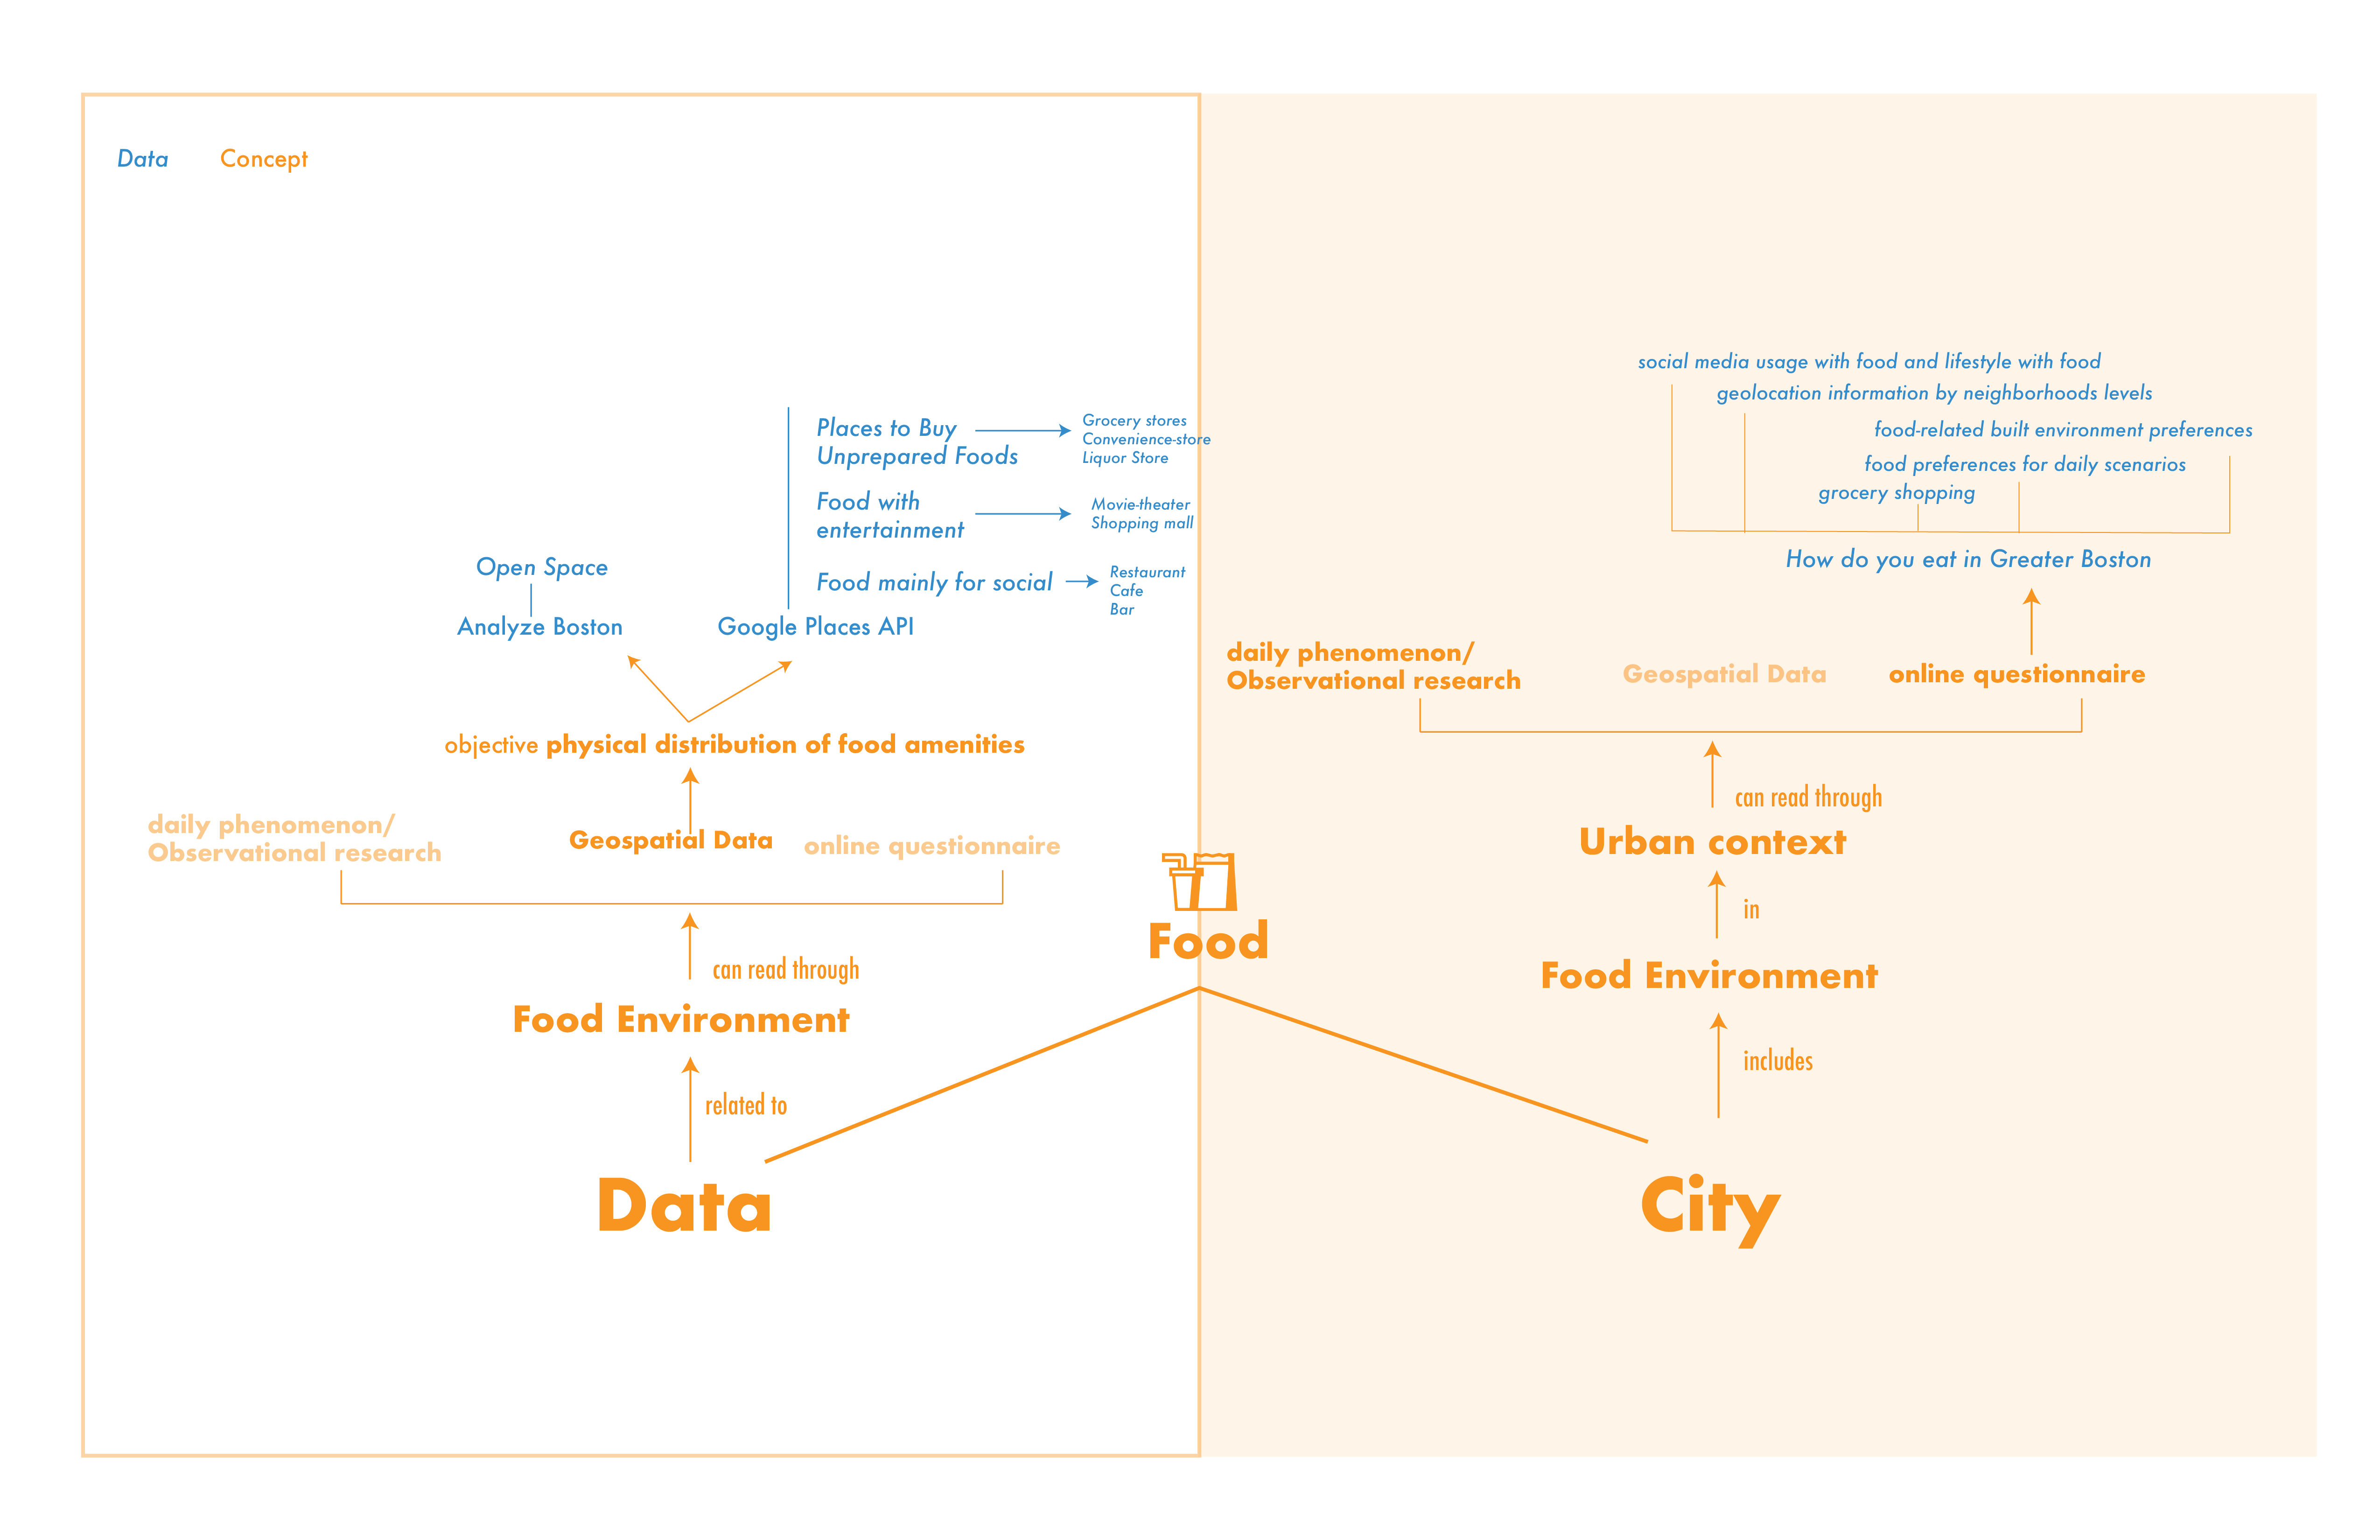 Data Concept
Places to Buy
Unprepared Foods
Grocery stores
Convenience-store
Liquor Store
Food with
entertainment
Movie-theater
Shopping mall
Food mainly for social
Restaurant
Cafe
Bar
Open Space
Analyze Boston
Google Places API
objective physical distribution of food amenities
daily phenomenon/
Observational research
Geospatial Data
online questionnaire
can read through
Food Environment
related to
Data
Food
social media usage with food and lifestyle with food
geolocation information by neighborhoods levels
food-related built environment preferences
food preferences for daily scenarios
grocery shopping
How do you eat in Greater Boston
daily phenomenon/
Observational research
Geospatial Data
online questionnaire
can read through
Urban context
in
Food Environment
includes
City